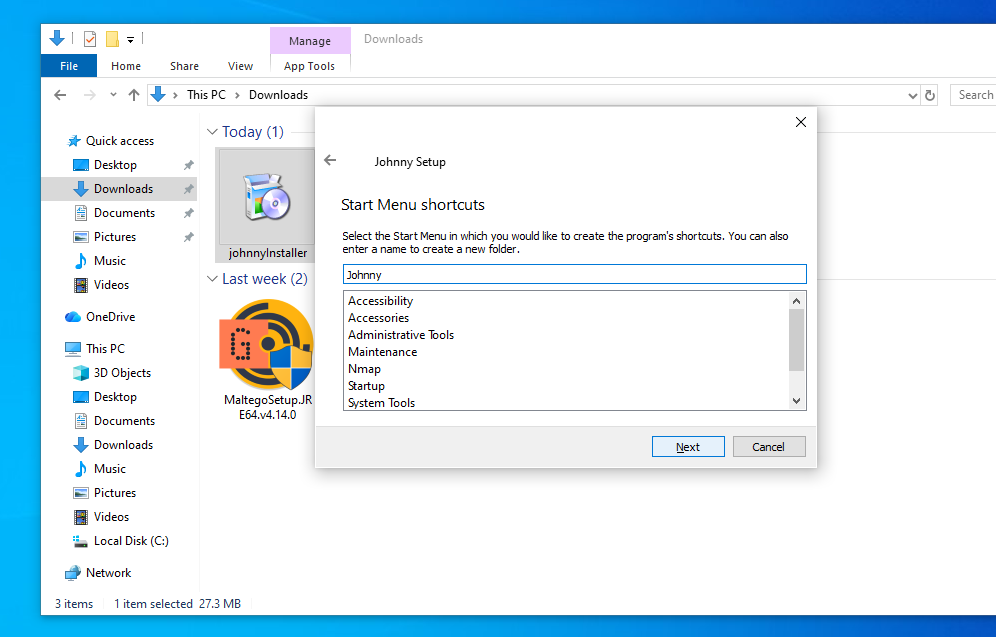 Manage
Downloads
File
Home
Share
View
App Tools
This PC
Downloads
Search
Quick access
Desktop
Downloads
Documents
Pictures
Music
Videos
OneDrive
This PC
3D Objects
Desktop
Documents
Downloads
Music
Pictures
Videos
Local Disk (C:)
Network
Today (1)
johnnyInstaller
Last week (2)
G
MaltegoSetup.JR
E64.v4.14.0
Johnny Setup
Start Menu shortcuts
Select the Start Menu in which you would like to create the program's shortcuts. You can also
enter a name to create a new folder.
Johnny
Accessibility
Accessories
Administrative Tools
Maintenance
Nmap
Startup
System Tools
Next
Cancel
3 items
1 item selected 27.3 MB